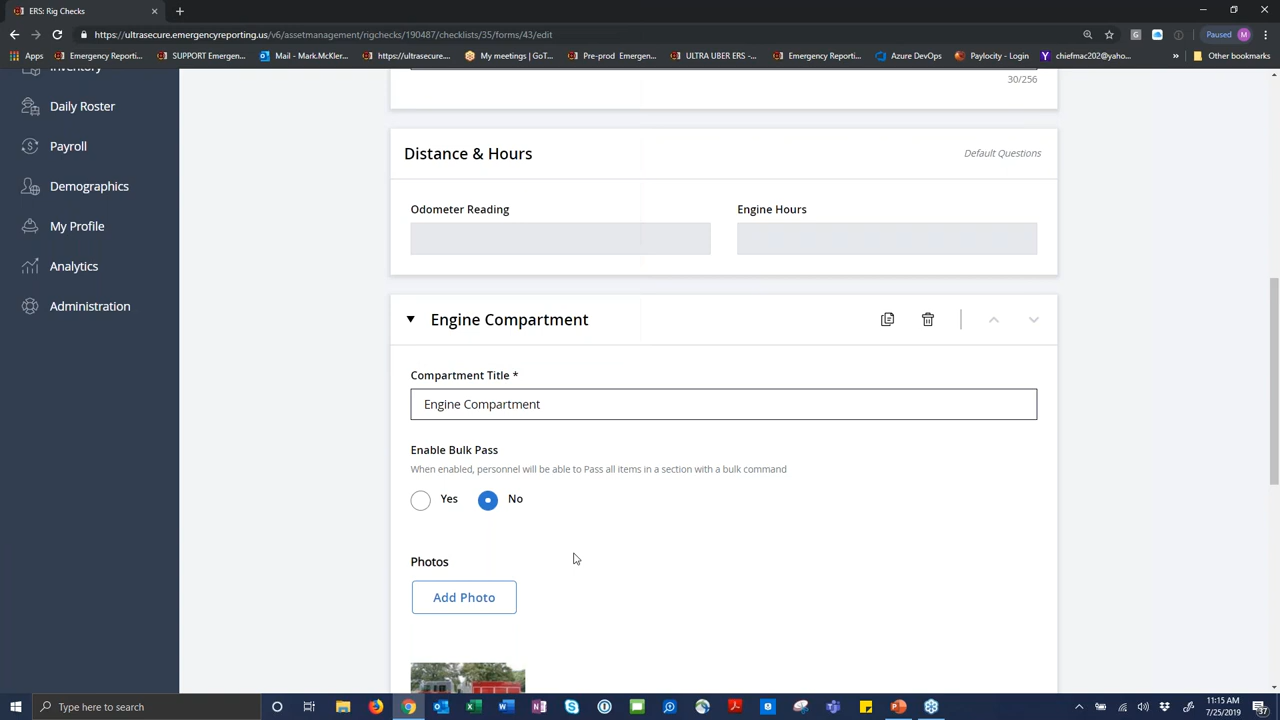 ERS: Rig Checks
https://ultrasecure.emergencyreporting.us/v6/assetmanagement/rigchecks/190487/checklists/35/forms/43/edit
Paused
M
Apps
Emergency Reportin...
SUPPORT Emergen...
Mail - Mark.McKler...
https://ultrasecure...
My meetings | GoT...
Pre-prod Emergen...
ULTRA UBER ERS - ...
Emergency Reportin...
Azure DevOps
Paylocity - Login
chiefmac202@yaho...
»
Other bookmarks
Inventory
Daily Roster
Payroll
Demographics
My Profile
Analytics
Administration
30/256
Distance & Hours
Default Questions
Odometer Reading
Engine Hours
Engine Compartment
Compartment Title *
Engine Compartment
Enable Bulk Pass
When enabled, personnel will be able to Pass all items in a section with a bulk command
Yes
No
Photos
Add Photo
Type here to search
11:15 AM
7/25/2019